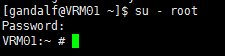 [gandalf@VRM01 ~]$ su - root
Password:
VRM01:~ #